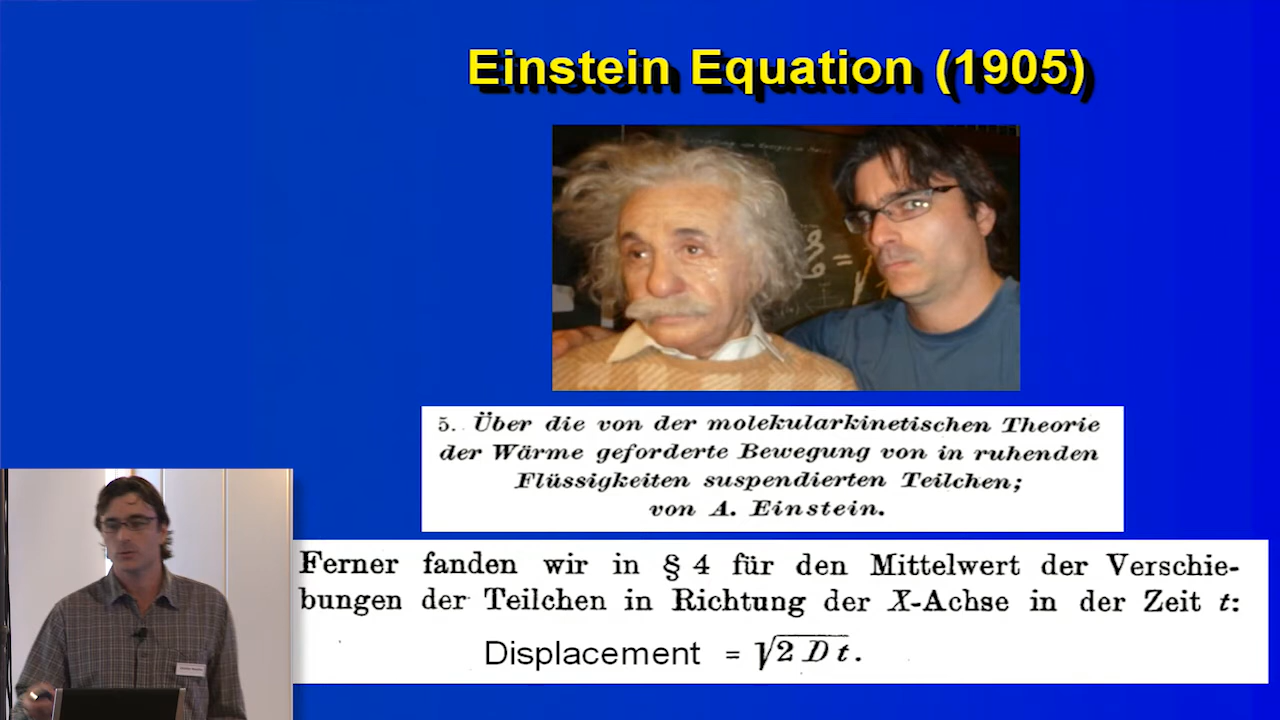 Einstein Equation (1905)
5. Über die von der molekularkinetischen Theorie
der Wärme geforderte Bewegung von in ruhenden
Flüssigkeiten suspendierten Teilchen;
von A. Einstein.
Ferner fanden wir in § 4 für den Mittelwert der Verschie-
bungen der Teilchen in Richtung der X-Achse in der Zeit t:
Displacement = √2 D t.